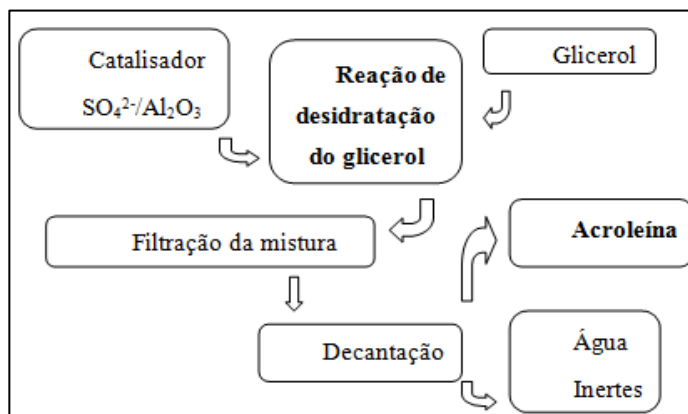 Catalisador
SO₄²⁻/Al₂O₃
Reação de
desidratação
do glicerol
Glicerol
Filtração da mistura
Acroleína
Decantação
Água
Inertes